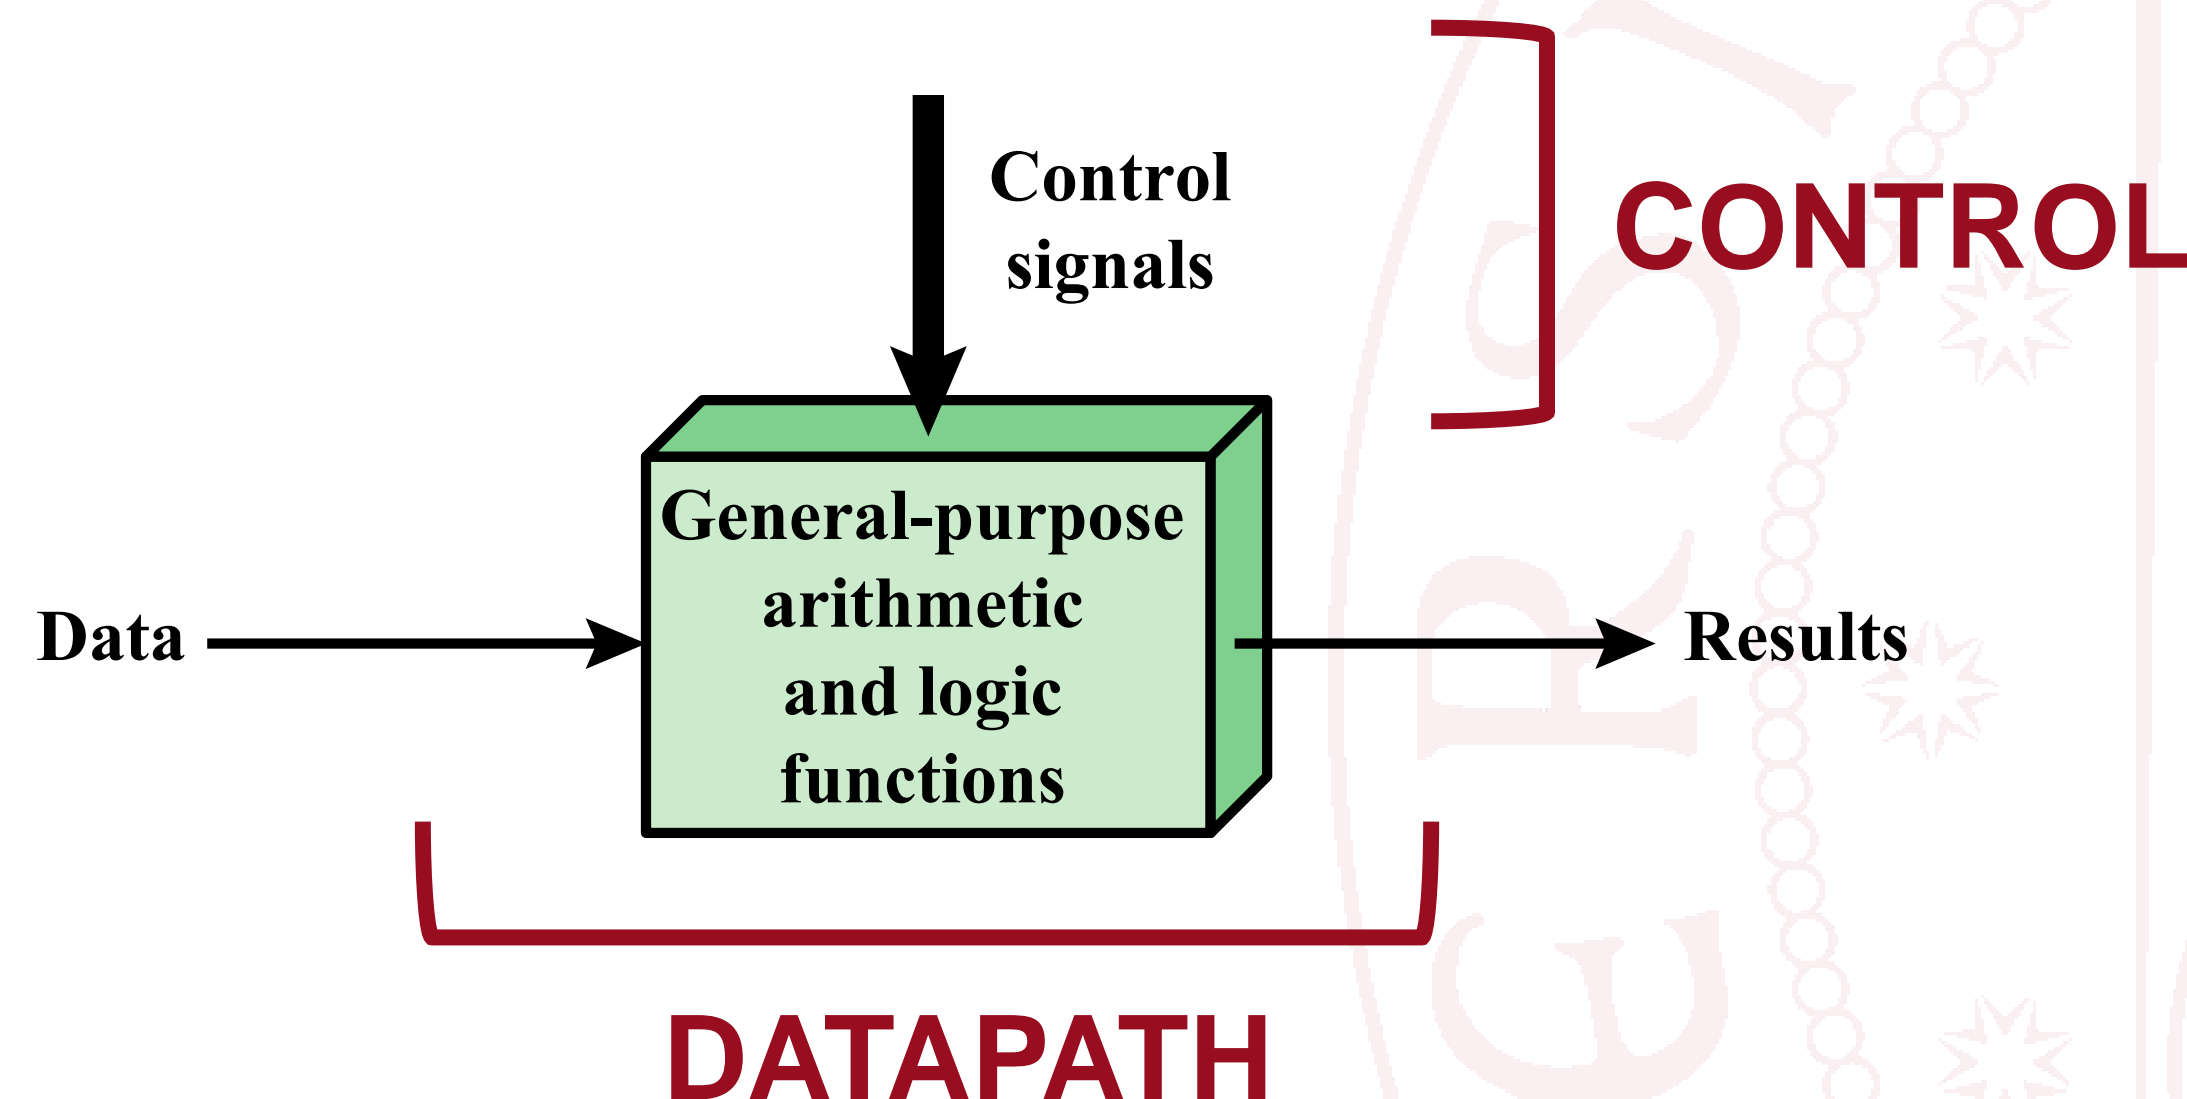 Control
signals
CONTROL
General-purpose
arithmetic
and logic
functions
Data
Results
DATAPATH